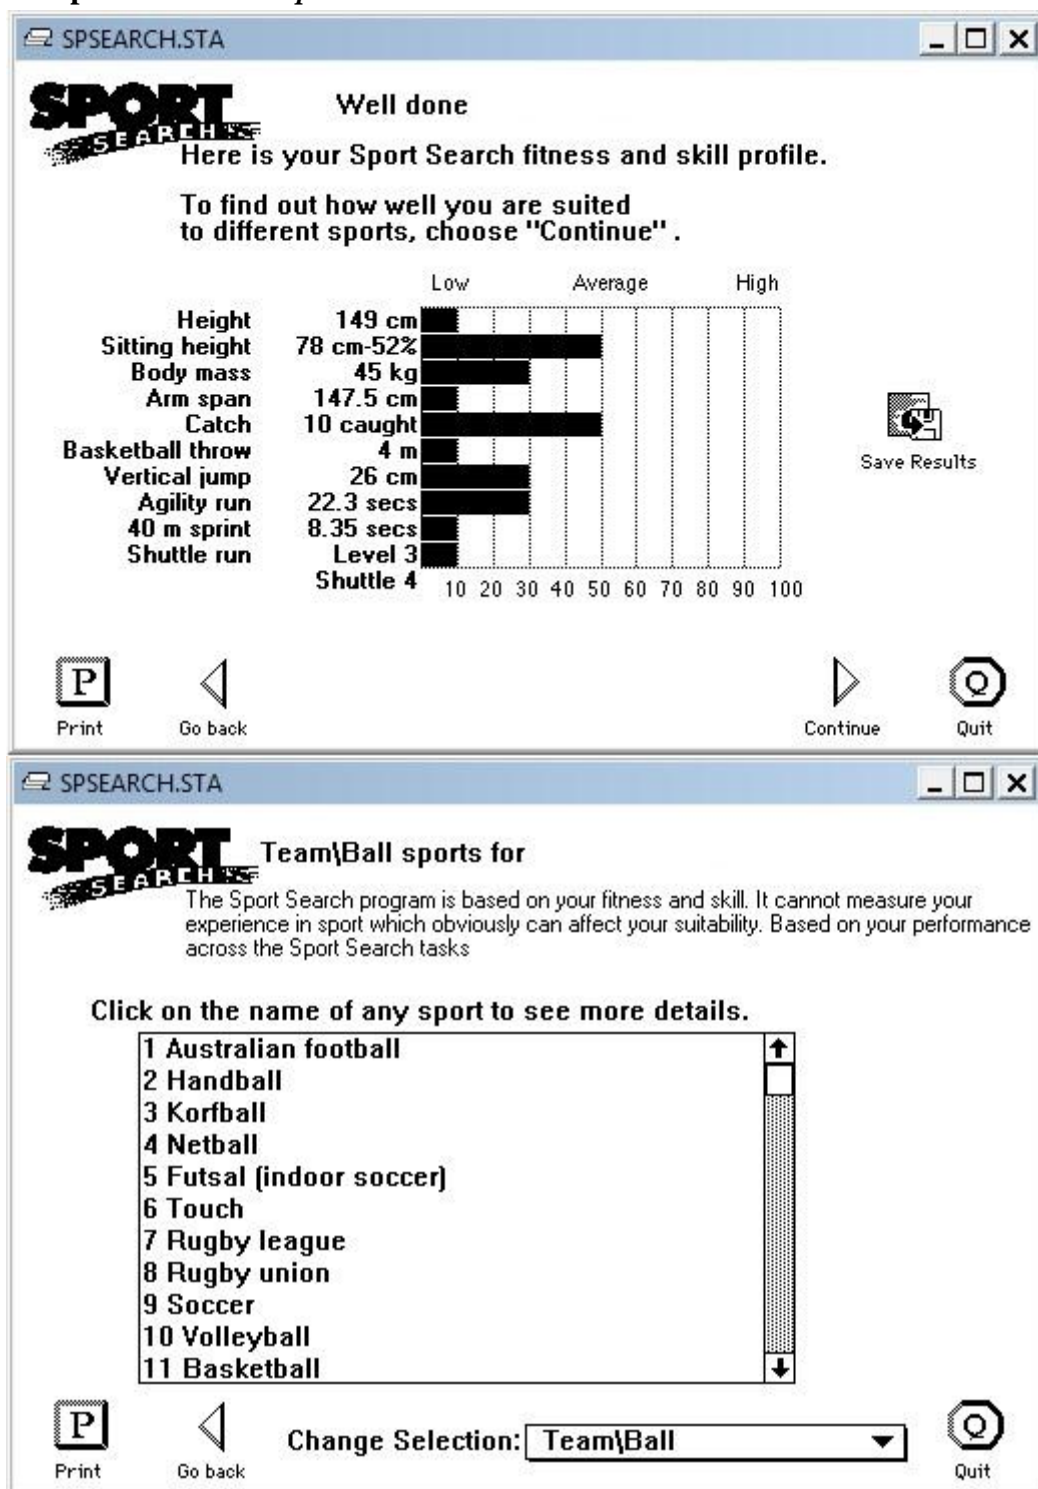 SPSEARCH.STA
SPORT
SEARCH
Well done
Here is your Sport Search fitness and skill profile.
To find out how well you are suited
to different sports, choose "Continue" .
Low Average High
Height 149 cm
Sitting height 78 cm-52%
Body mass 45 kg
Arm span 147.5 cm
Catch 10 caught
Basketball throw 4 m
Vertical jump 26 cm
Agility run 22.3 secs
40 m sprint 8.35 secs
Shuttle run Level 3
Shuttle 4
10 20 30 40 50 60 70 80 90 100
Save Results
P
Print
Go back
Continue
Q
Quit
SPSEARCH.STA
SPORT
SEARCH
Team\Ball sports for
The Sport Search program is based on your fitness and skill. It cannot measure your
experience in sport which obviously can affect your suitability. Based on your performance
across the Sport Search tasks
Click on the name of any sport to see more details.
1 Australian football
2 Handball
3 Korfball
4 Netball
5 Futsal (indoor soccer)
6 Touch
7 Rugby league
8 Rugby union
9 Soccer
10 Volleyball
11 Basketball
P
Print
Go back
Change Selection: Team\Ball
Q
Quit